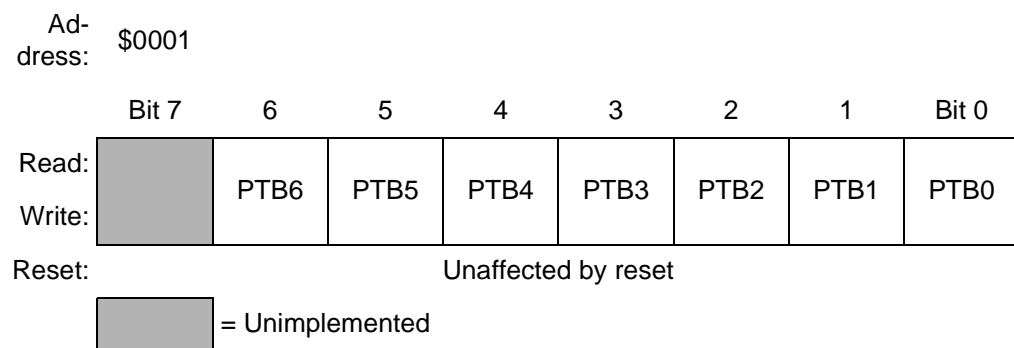 Ad-
dress: $0001
Bit 7 6 5 4 3 2 1 Bit 0
Read:
PTB6 PTB5 PTB4 PTB3 PTB2 PTB1 PTB0
Write:
Reset: Unaffected by reset
= Unimplemented